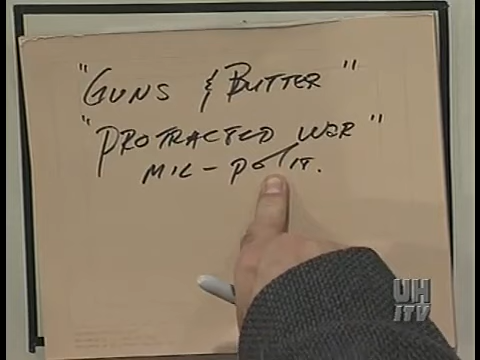 "GUNS & BUTTER"
"PROTRACTED WAR"
MIL - POLIT.
UH
ITV